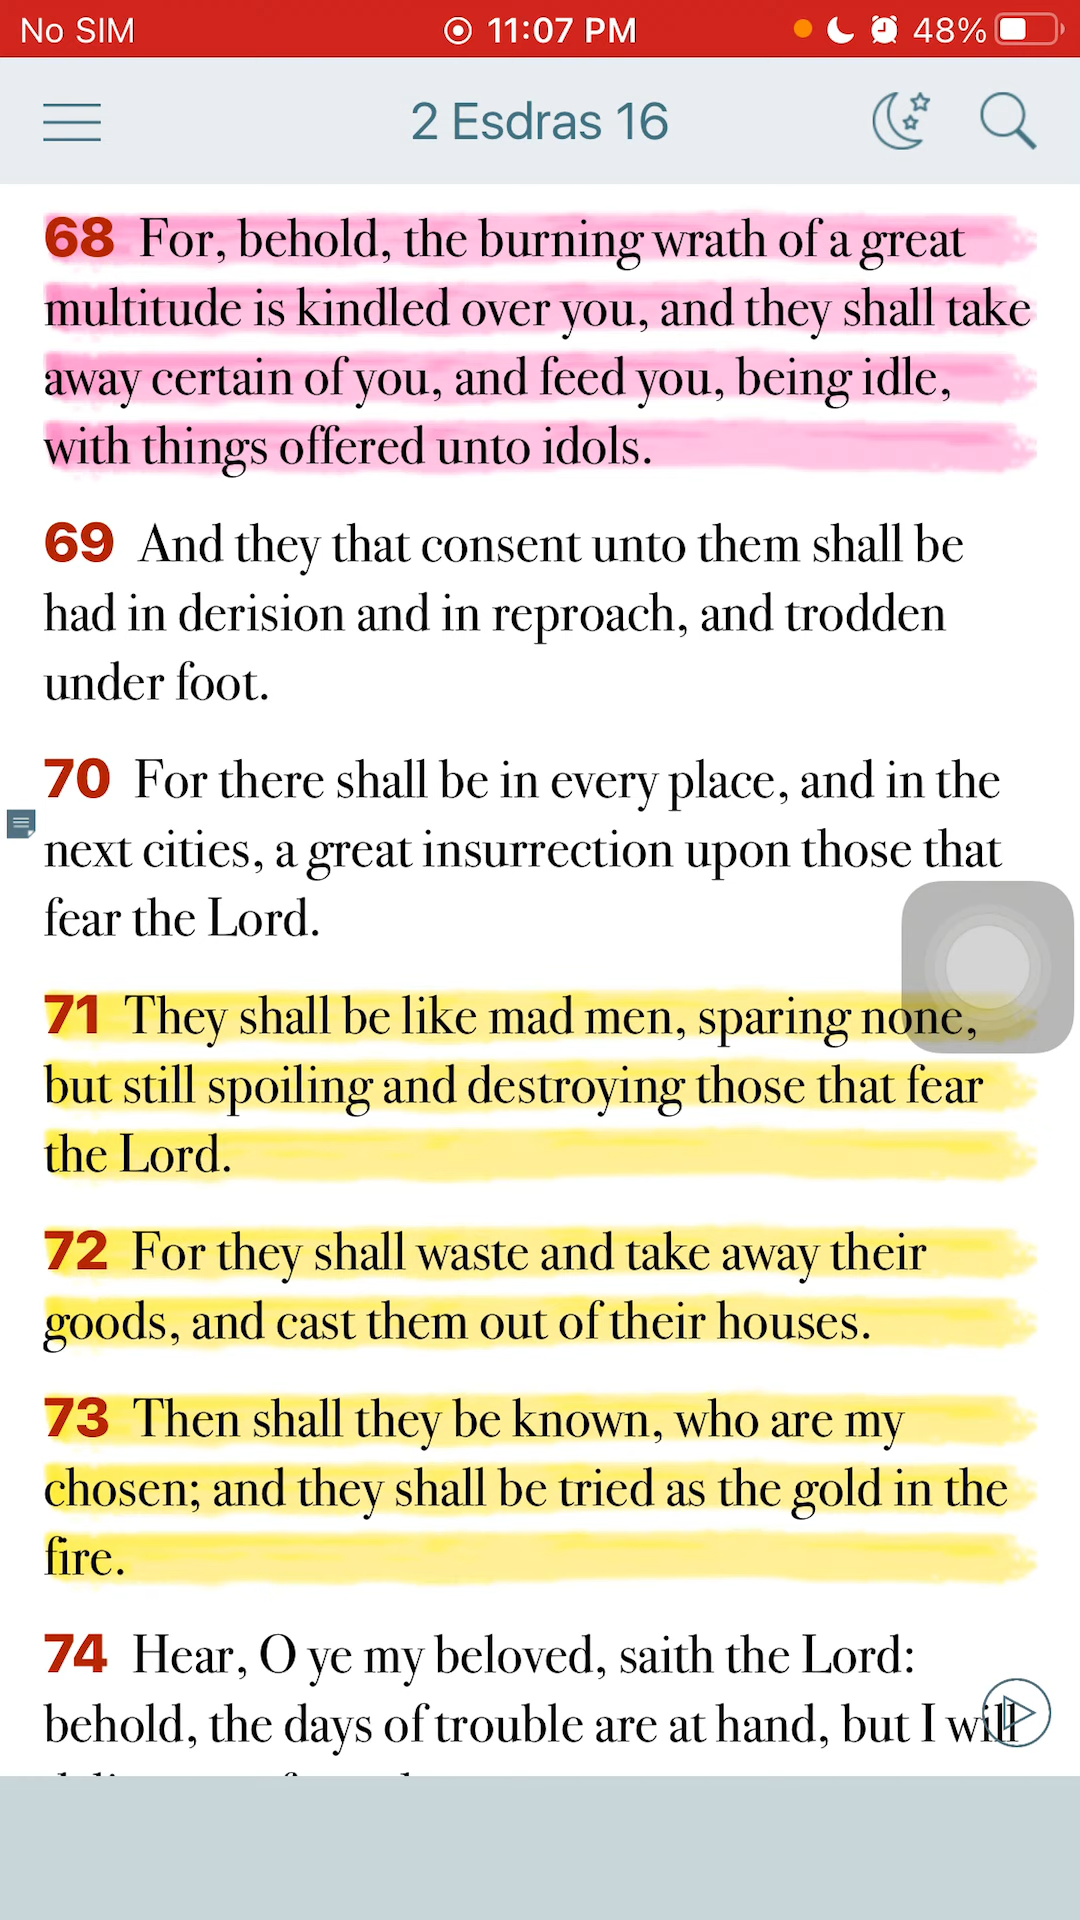 No SIM 11:07 PM 48%
2 Esdras 16
68 For, behold, the burning wrath of a great
multitude is kindled over you, and they shall take
away certain of you, and feed you, being idle,
with things offered unto idols.
69 And they that consent unto them shall be
had in derision and in reproach, and trodden
under foot.
70 For there shall be in every place, and in the
next cities, a great insurrection upon those that
fear the Lord.
71 They shall be like mad men, sparing none,
but still spoiling and destroying those that fear
the Lord.
72 For they shall waste and take away their
goods, and cast them out of their houses.
73 Then shall they be known, who are my
chosen; and they shall be tried as the gold in the
fire.
74 Hear, O ye my beloved, saith the Lord:
behold, the days of trouble are at hand, but I will